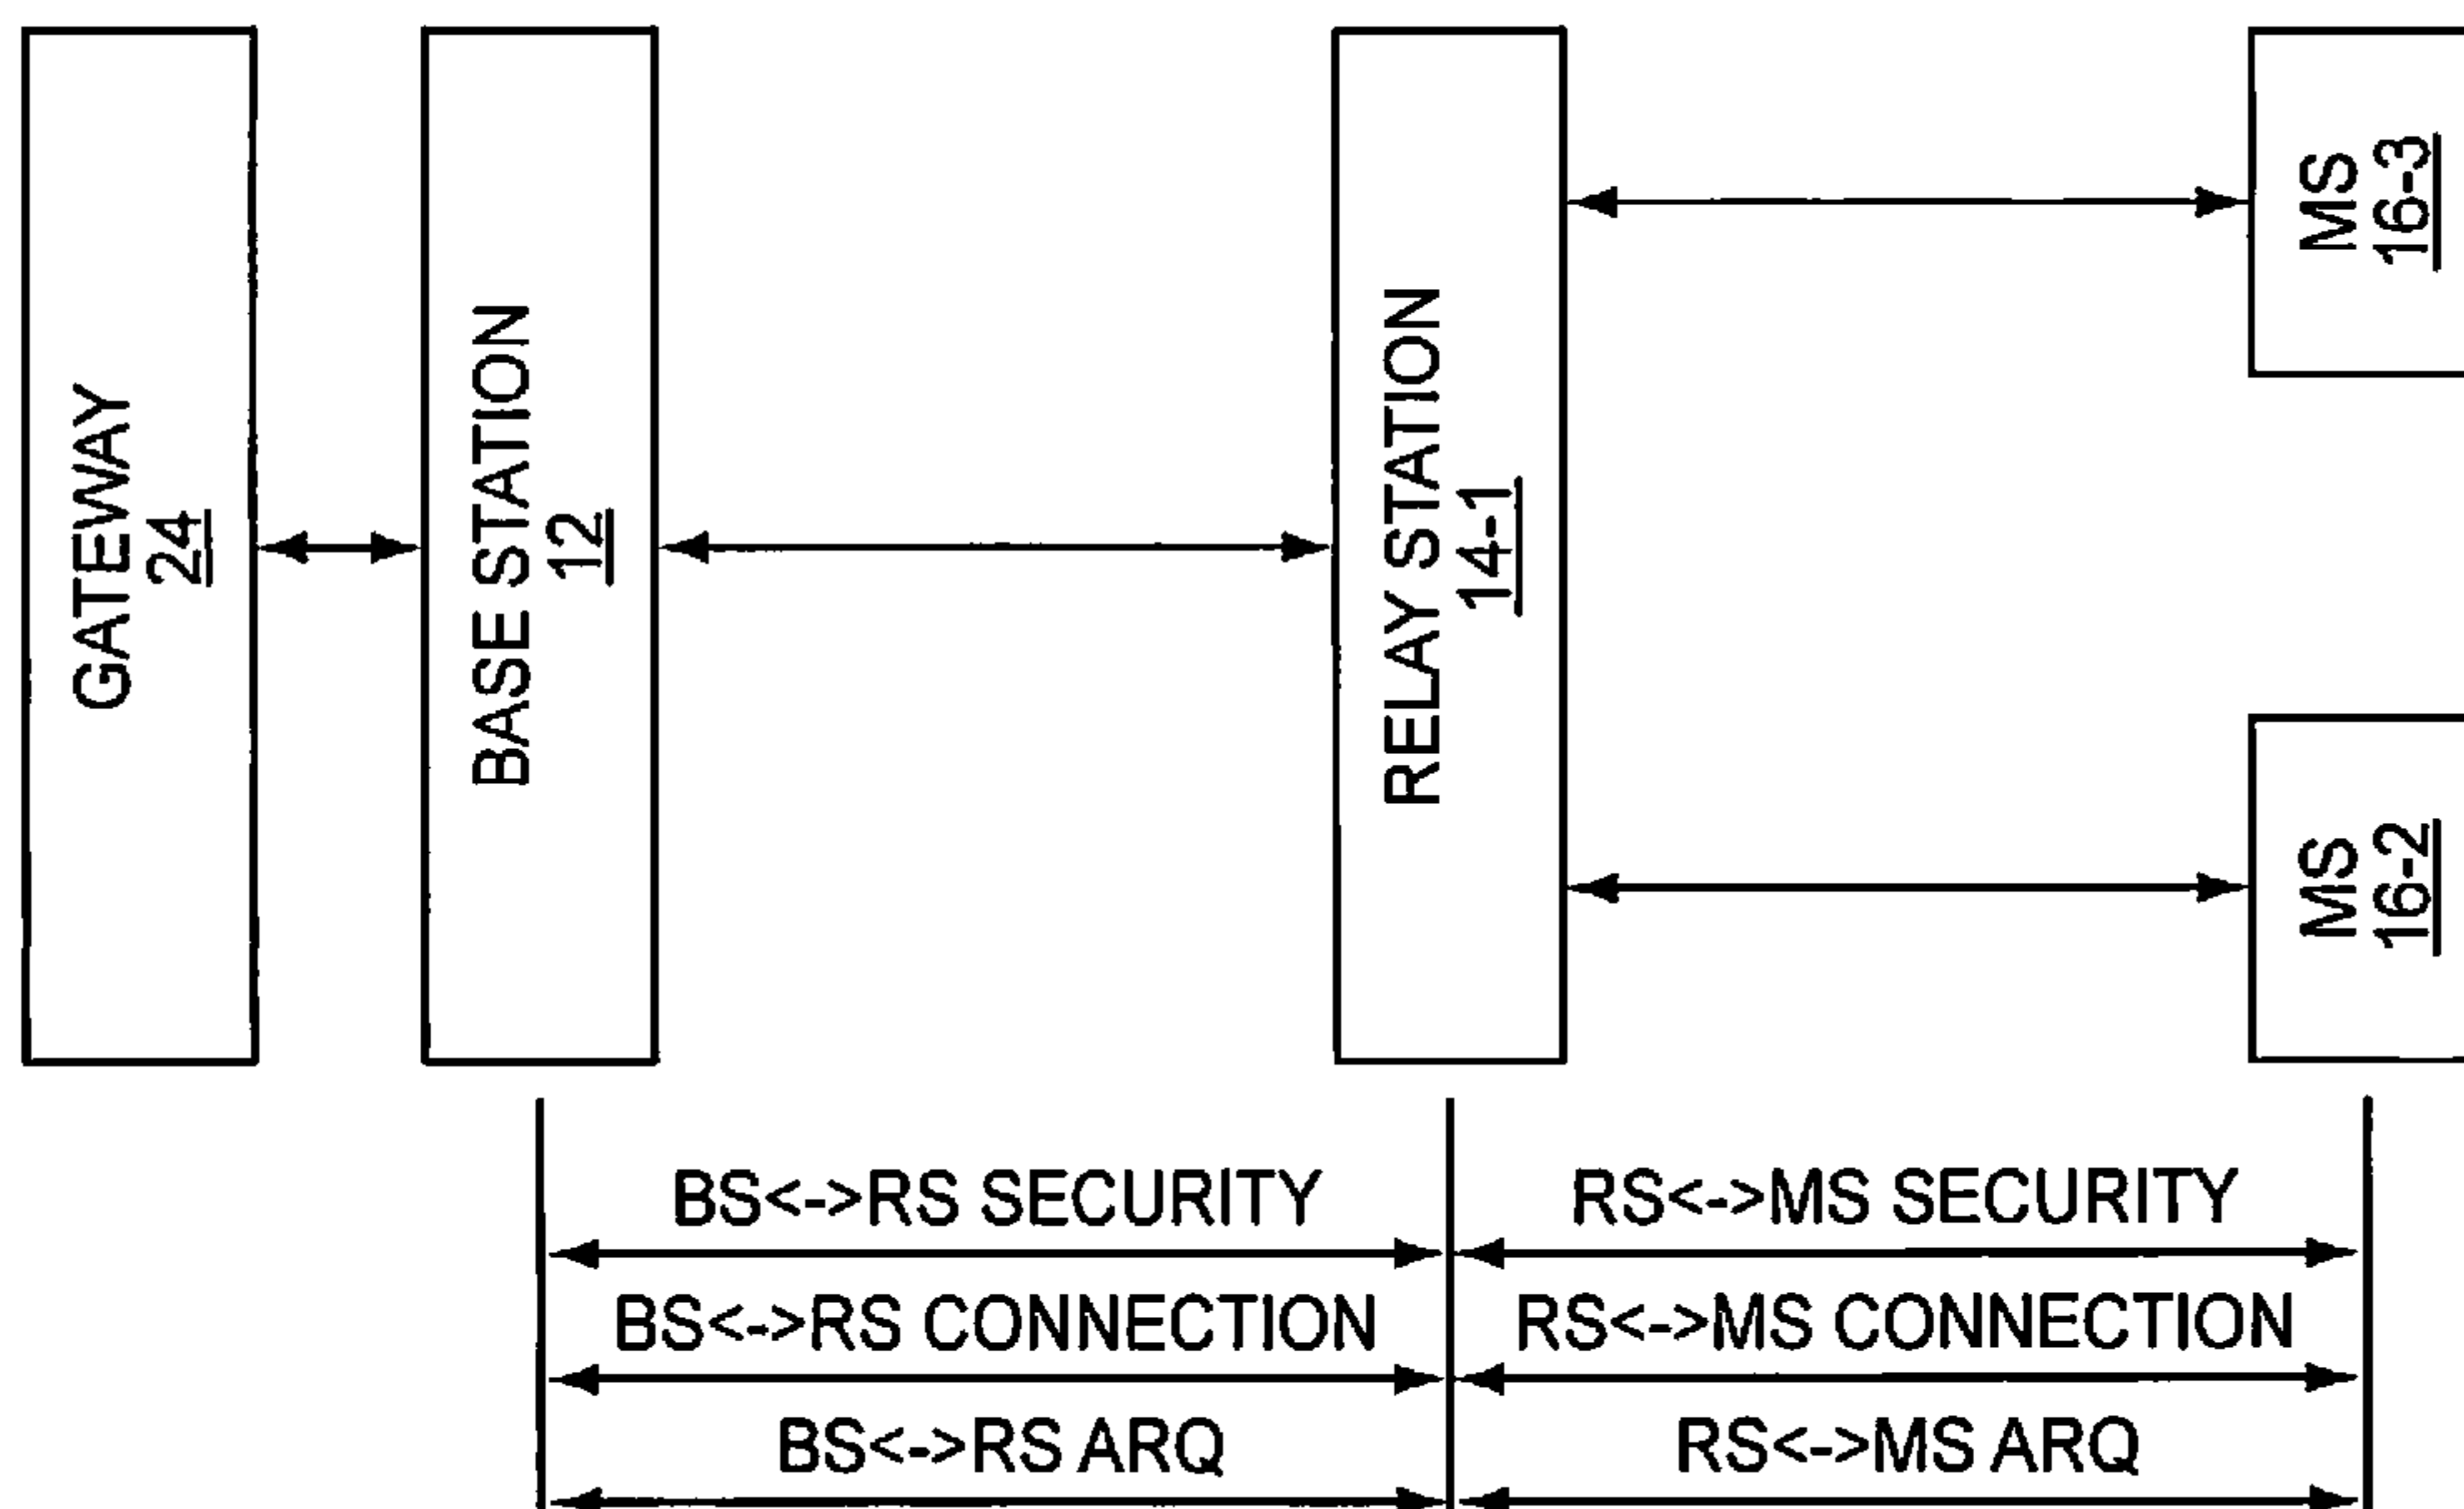 GATEWAY
24
BASE STATION
12
RELAY STATION
14-1
MS
16-3
MS
16-2
BS<->RS SECURITY
RS<->MS SECURITY
BS<->RS CONNECTION
RS<->MS CONNECTION
BS<->RS ARQ
RS<->MS ARQ